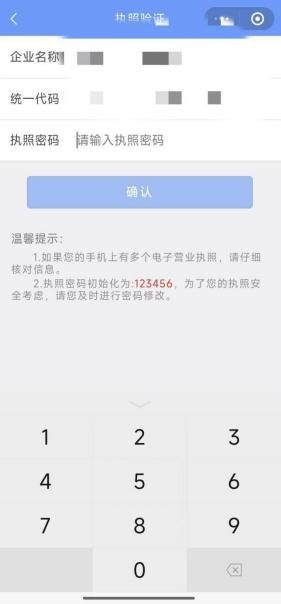 执照验证
企业名称
统一代码
执照密码 请输入执照密码
确认
温馨提示：
1.如果您的手机上有多个电子营业执照，请仔细
核对信息。
2.执照密码初始化为:123456，为了您的执照安
全考虑，请您及时进行密码修改。
1 2 3
4 5 6
7 8 9
0